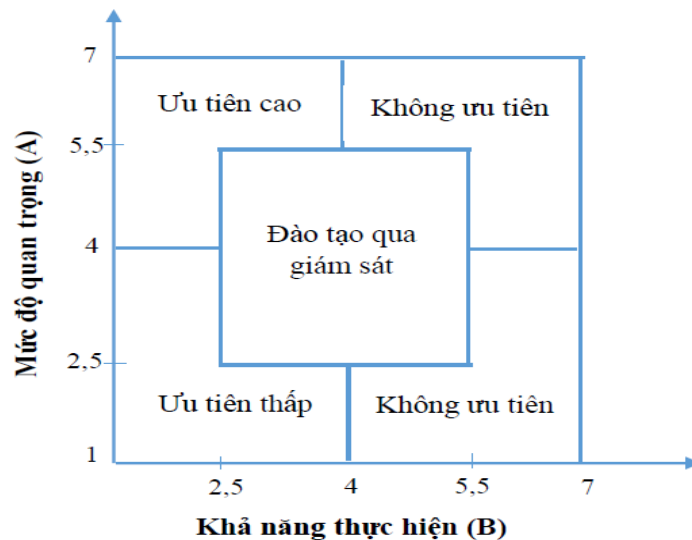 7
Ưu tiên cao
Không ưu tiên
5,5
Mức độ quan trọng (A)
Đào tạo qua
giám sát
4
2,5
Ưu tiên thấp
Không ưu tiên
1
2,5
4
5,5
7
Khả năng thực hiện (B)